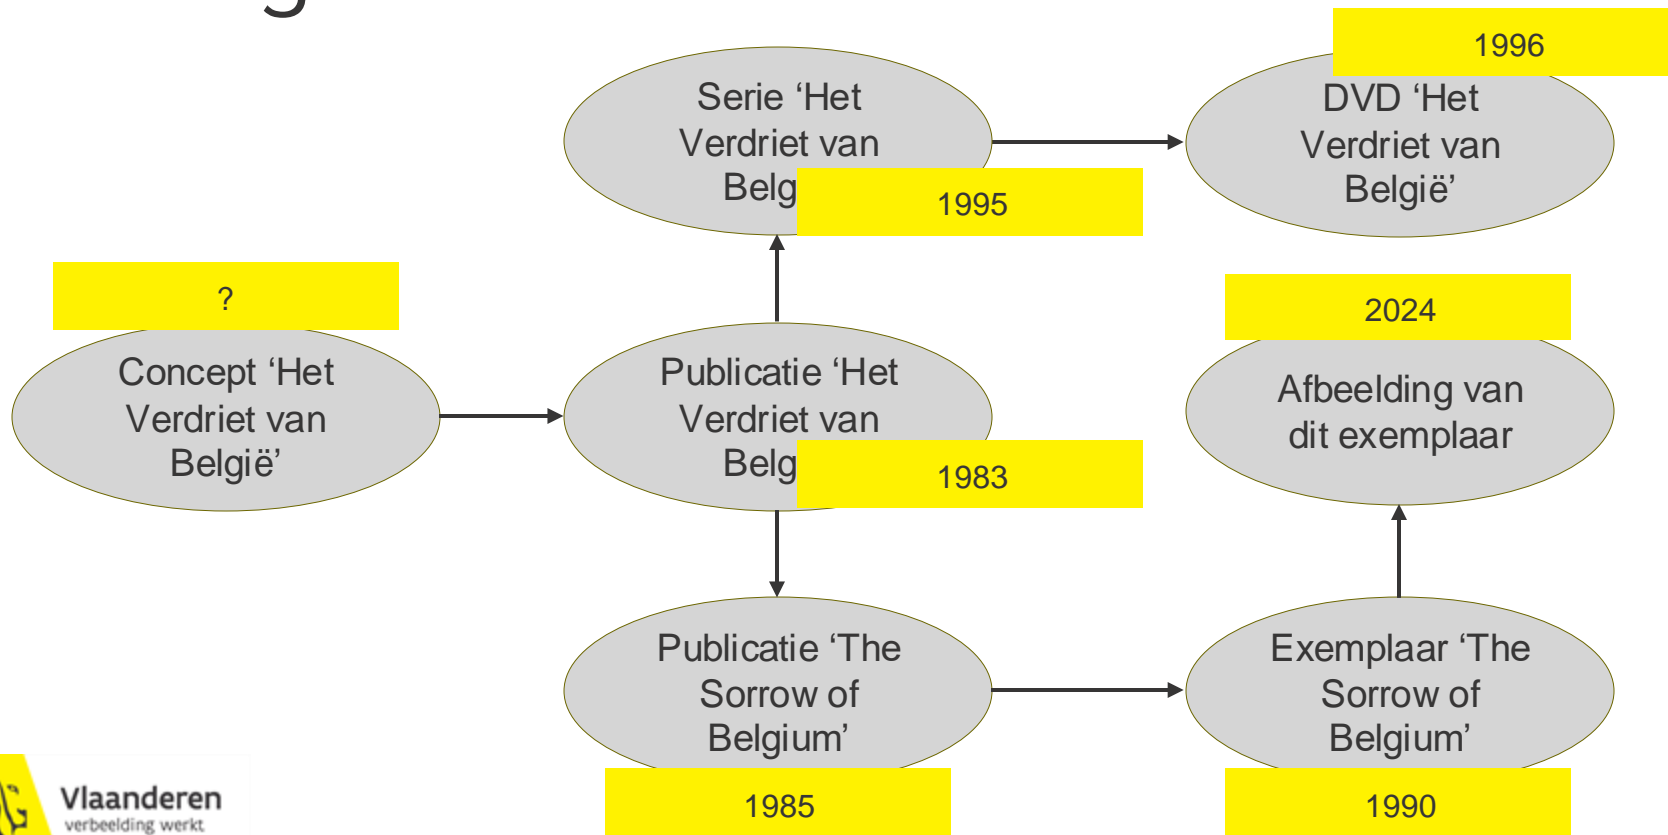 1996
Serie ‘Het
Verdriet van
Belg
1995
DVD ‘Het
Verdriet van
België’
?
Concept ‘Het
Verdriet van
België’
Publicatie ‘Het
Verdriet van
Belg
1983
2024
Afbeelding van
dit exemplaar
Publicatie ‘The
Sorrow of
Belgium’
1985
Exemplaar ‘The
Sorrow of
Belgium’
1990
Vlaanderen
verbeelding werkt